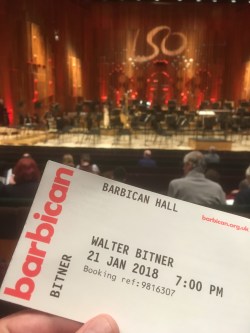 LSO
BARBICAN HALL
barbican.org.uk
barbican
BITNER
WALTER BITNER
21 JAN 2018 7:00 PM
Booking ref:9816307